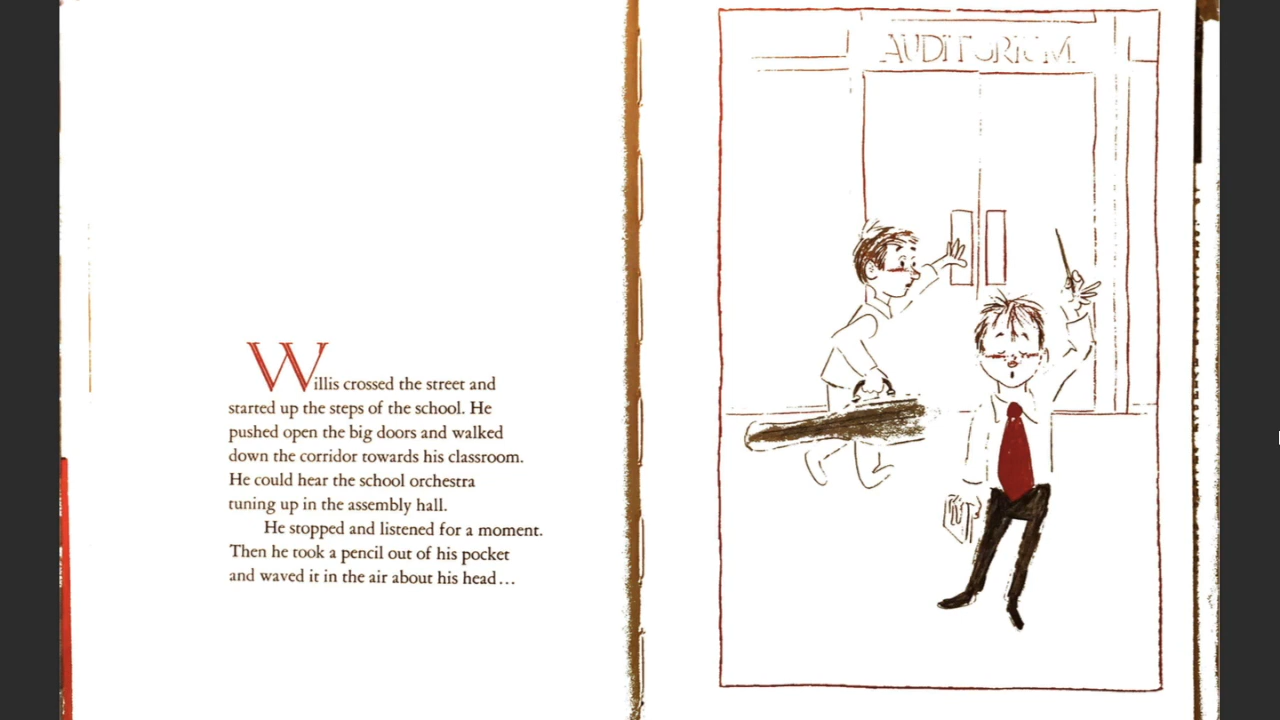 Willis crossed the street and
started up the steps of the school. He
pushed open the big doors and walked
down the corridor towards his classroom.
He could hear the school orchestra
tuning up in the assembly hall.
He stopped and listened for a moment.
Then he took a pencil out of his pocket
and waved it in the air about his head...
AUDITORIUM